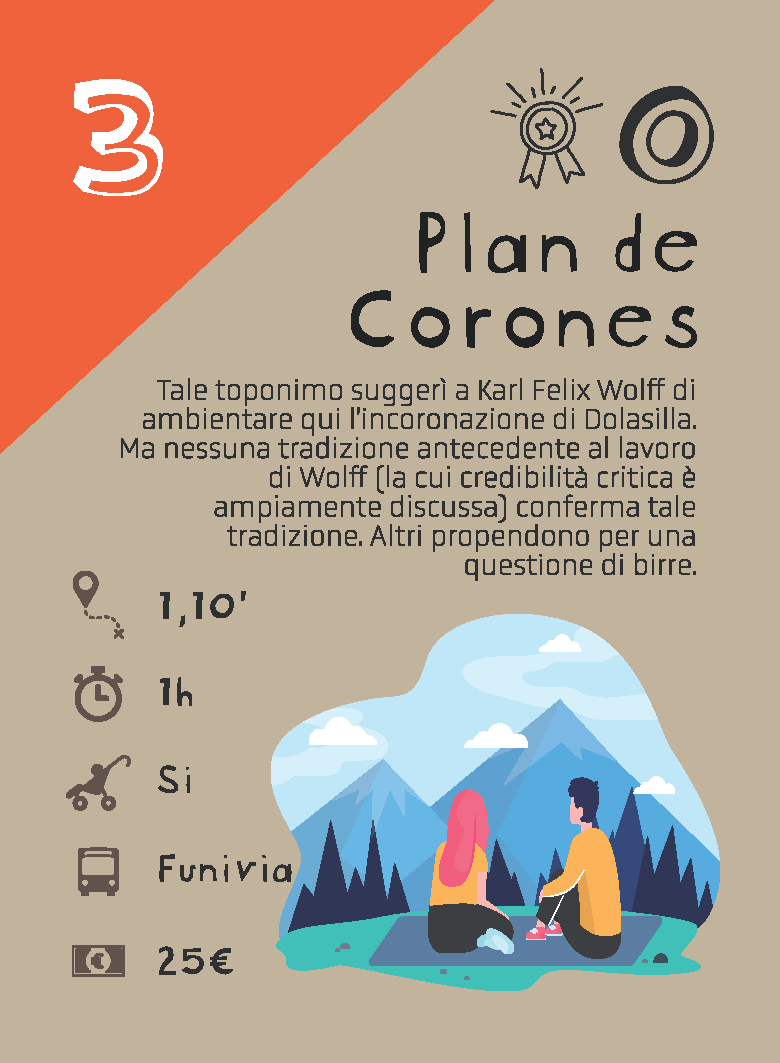 3
0
Plan de
Corones
Tale toponimo suggerì a Karl Felix Wolff di
ambientare qui l'incoronazione di Dolasilla.
Ma nessuna tradizione antecedente al lavoro
di Wolff (la cui credibilità critica è
ampiamente discussa) conferma tale
tradizione. Altri propendono per una
questione di birre.
1,10'
1h
Si
Funivia
25€